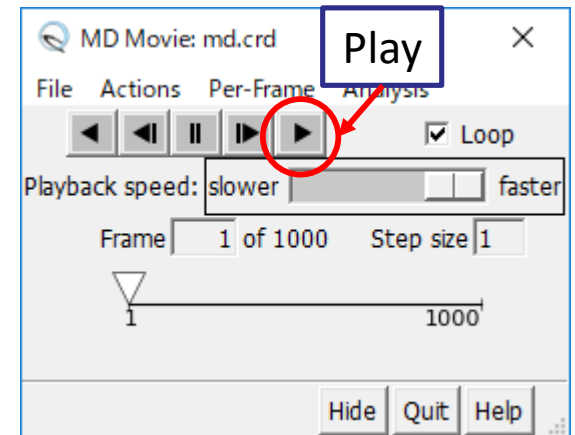 MD Movie: md.crd
Play
File Actions Per-Frame Analysis
Loop
Playback speed: slower faster
Frame 1 of 1000 Step size 1
1 1000
Hide Quit Help